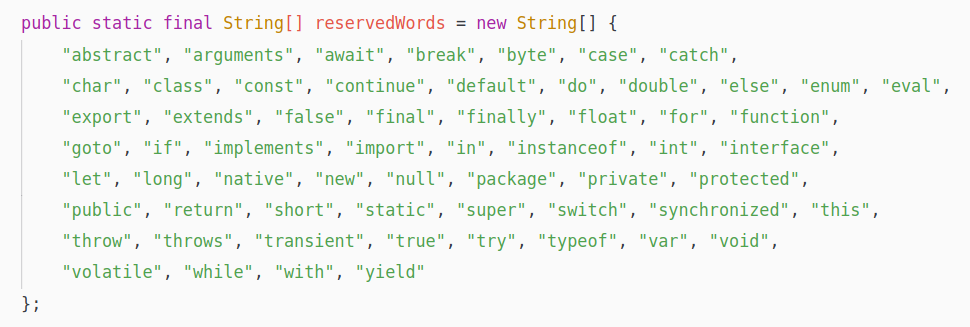 public static final String[] reservedWords = new String[] {
    "abstract", "arguments", "await", "break", "byte", "case", "catch",
    "char", "class", "const", "continue", "default", "do", "double", "else", "enum", "eval",
    "export", "extends", "false", "final", "finally", "float", "for", "function",
    "goto", "if", "implements", "import", "in", "instanceof", "int", "interface",
    "let", "long", "native", "new", "null", "package", "private", "protected",
    "public", "return", "short", "static", "super", "switch", "synchronized", "this",
    "throw", "throws", "transient", "true", "try", "typeof", "var", "void",
    "volatile", "while", "with", "yield"
};